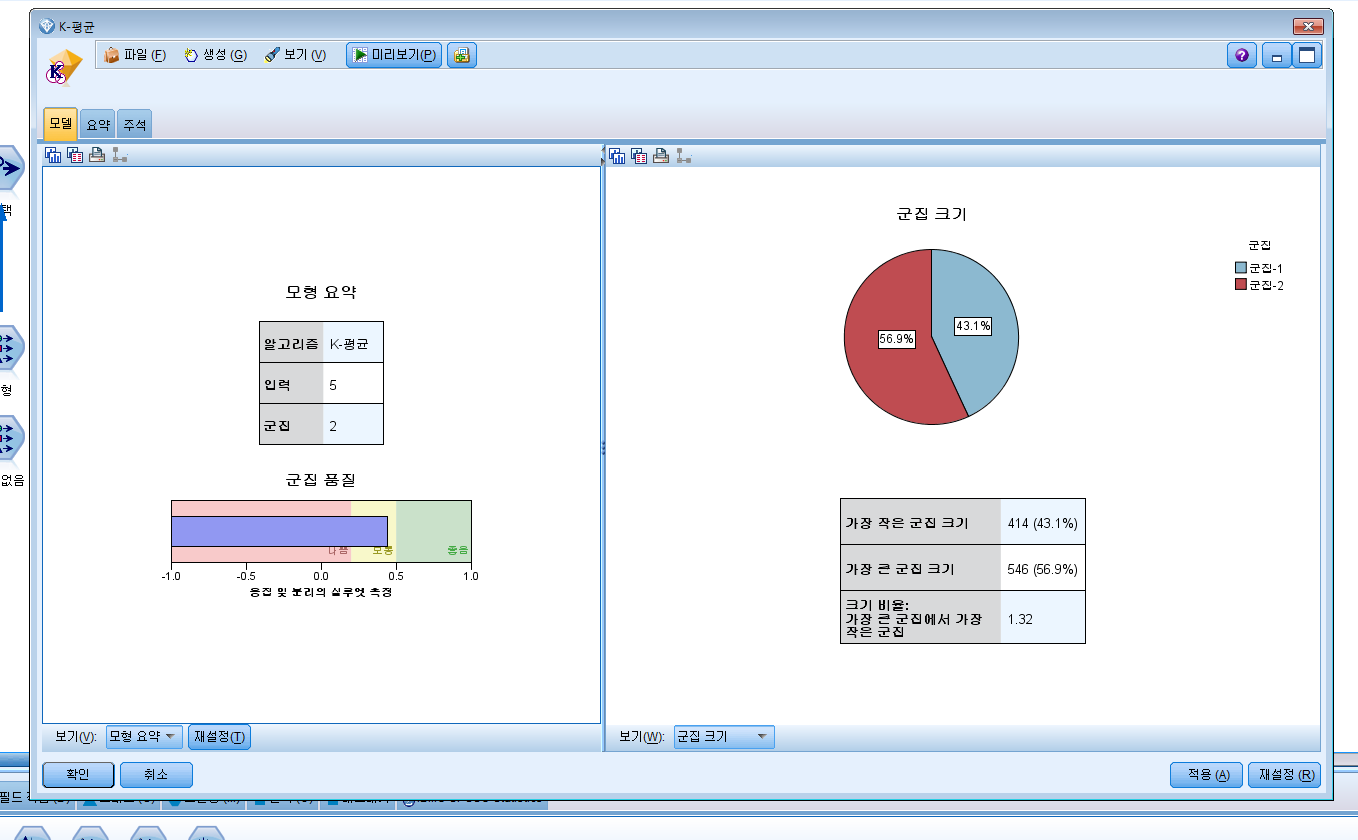 K-평균
파일 (F) 생성 (G) 보기 (V) 미리보기(P)
모델 요약 주석
택
형
없음
모형 요약
알고리즘 K-평균
입력 5
군집 2
군집 품질
나쁨 보통 좋음
-1.0 -0.5 0.0 0.5 1.0
응집 및 분리의 실루엣 측정
보기(V): 모형 요약 재설정(T)
군집 크기
군집
군집-1
군집-2
43.1%
56.9%
가장 작은 군집 크기 414 (43.1%)
가장 큰 군집 크기 546 (56.9%)
크기 비율:
가장 큰 군집에서 가장
작은 군집 1.32
보기(W): 군집 크기
확인 취소 적용 (A) 재설정 (R)